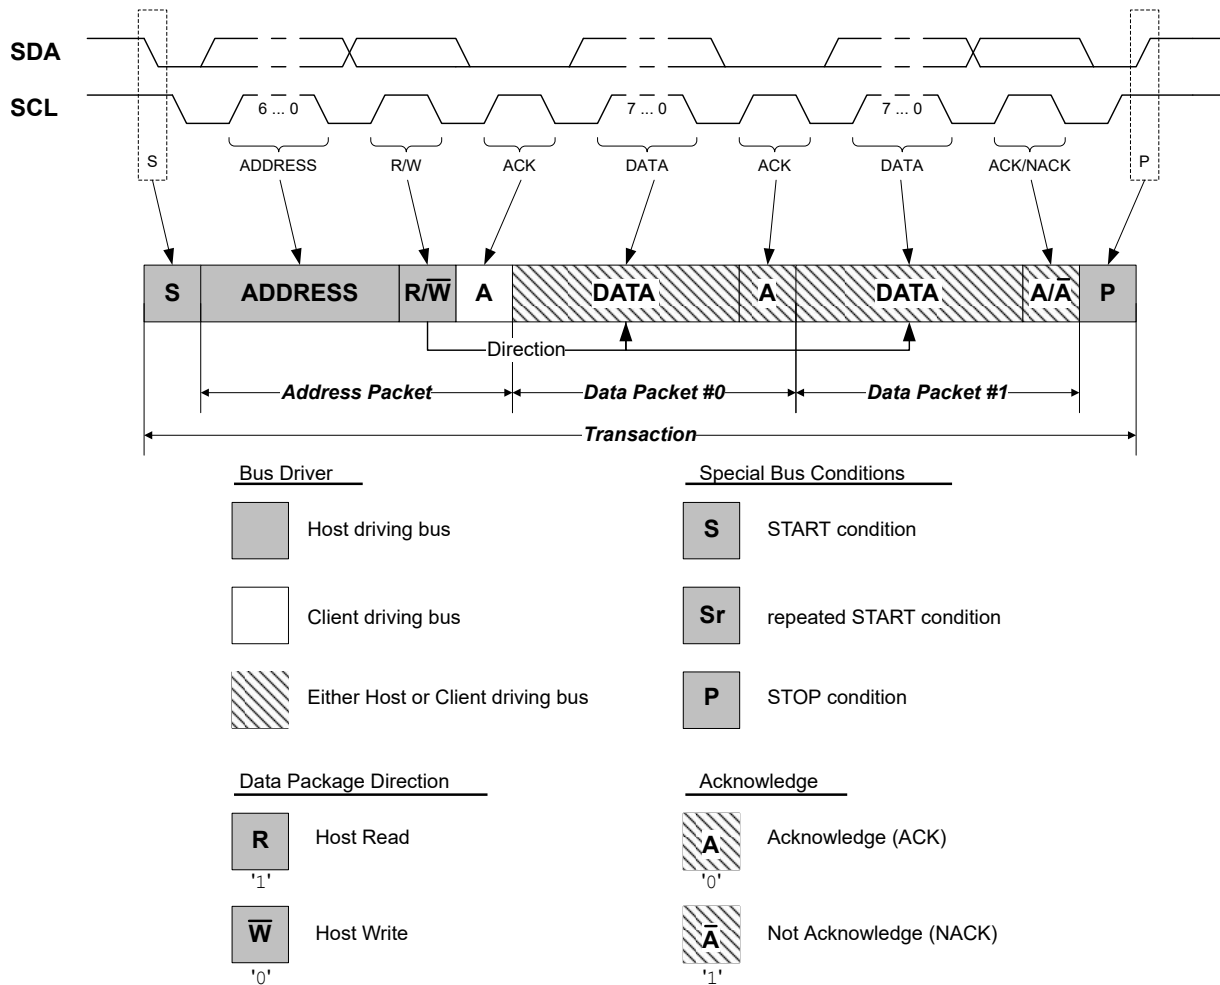 SDA
SCL
6 ... 0
7 ... 0
7 ... 0
S
ADDRESS
R/W
ACK
DATA
ACK
DATA
ACK/NACK
P
S
ADDRESS
R/W̅
A
DATA
A
DATA
A/A̅
P
Direction
Address Packet
Data Packet #0
Data Packet #1
Transaction
Bus Driver
Special Bus Conditions
Host driving bus
S
START condition
Client driving bus
Sr
repeated START condition
Either Host or Client driving bus
P
STOP condition
Data Package Direction
Acknowledge
R
Host Read
A
Acknowledge (ACK)
'1'
'0'
W̅
Host Write
A̅
Not Acknowledge (NACK)
'0'
'1'